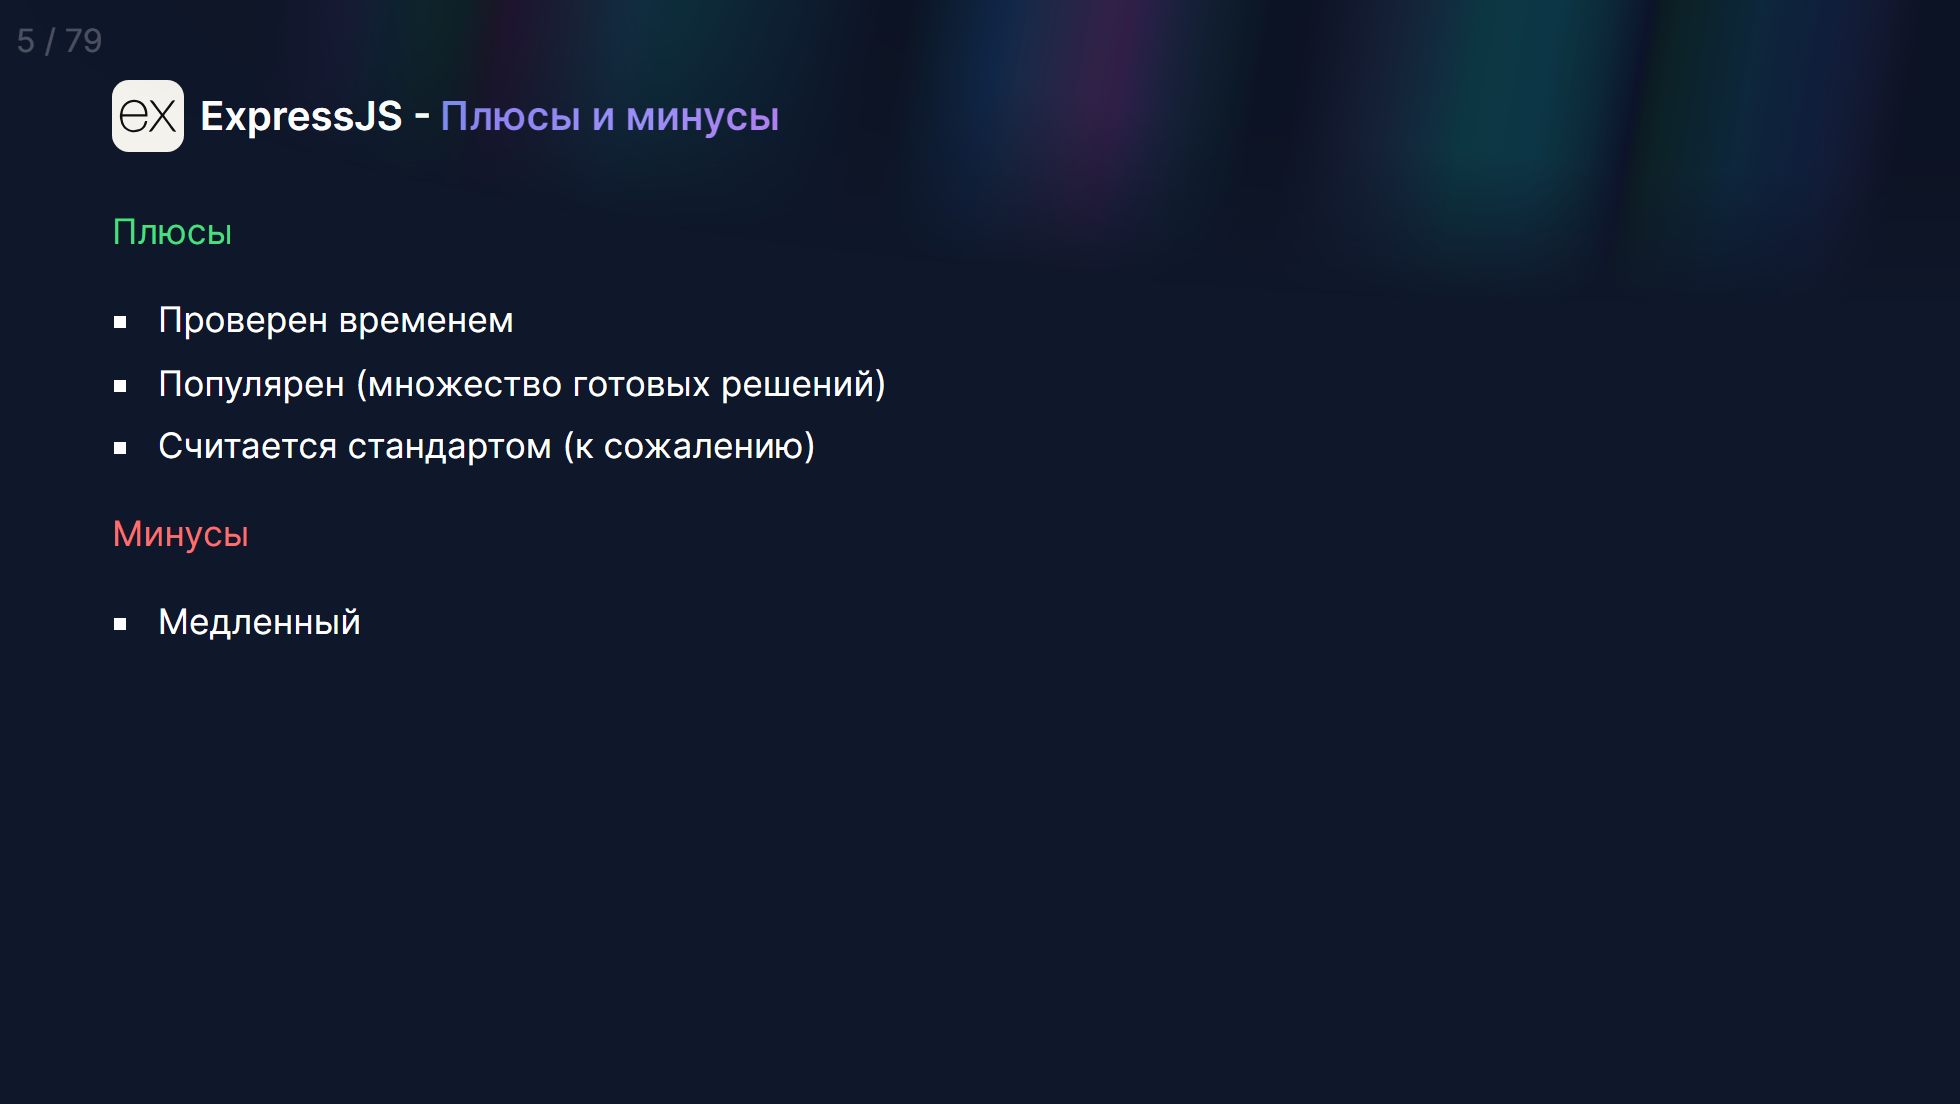 5 / 79
ex ExpressJS - Плюсы и минусы
Плюсы
Проверен временем
Популярен (множество готовых решений)
Считается стандартом (к сожалению)
Минусы
Медленный